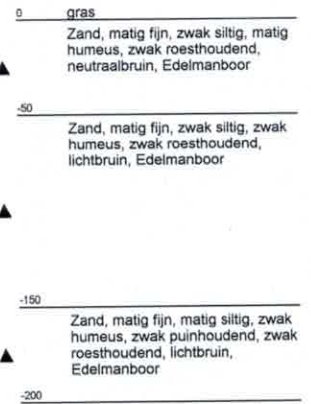 0 gras
Zand, matig fijn, zwak siltig, matig
humeus, zwak roesthoudend,
neutraalbruin, Edelmanboor
-50
Zand, matig fijn, zwak siltig, zwak
humeus, zwak roesthoudend,
lichtbruin, Edelmanboor
-150
Zand, matig fijn, matig siltig, zwak
humeus, zwak puinhoudend, zwak
roesthoudend, lichtbruin,
Edelmanboor
-200